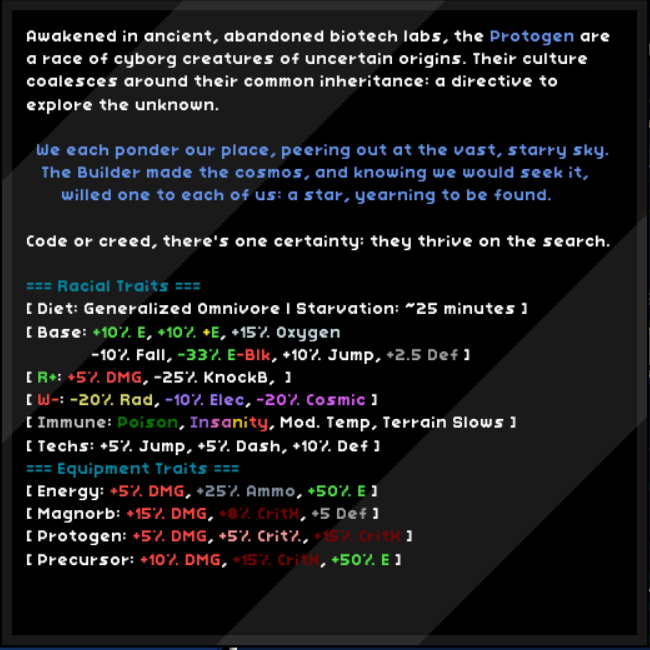 Awakened in ancient, abandoned biotech labs, the Protogen are
a race of cyborg creatures of uncertain origins. Their culture
coalesces around their common inheritance: a directive to
explore the unknown.
We each ponder our place, peering out at the vast, starry sky.
The Builder made the cosmos, and knowing we would seek it,
willed one to each of us: a star, yearning to be found.
Code or creed, there's one certainty: they thrive on the search.
=== Racial Traits ===
[ Diet: Generalized Omnivore | Starvation: ~25 minutes ]
[ Base: +10% E, +10% +E, +15% Oxygen
-10% Fall, -33% E-Blk, +10% Jump, +2.5 Def ]
[ R+: +5% DMG, -25% KnockB, ]
[ W-: -20% Rad, -10% Elec, -20% Cosmic ]
[ Immune: Poison, Insanity, Mod. Temp, Terrain Slows ]
[ Techs: +5% Jump, +5% Dash, +10% Def ]
=== Equipment Traits ===
[ Energy: +5% DMG, +25% Ammo, +50% E ]
[ Magnorb: +15% DMG, +8% CritX, +5 Def ]
[ Protogen: +5% DMG, +5% Crit%, +15% CritX ]
[ Precursor: +10% DMG, +15% CritX, +50% E ]